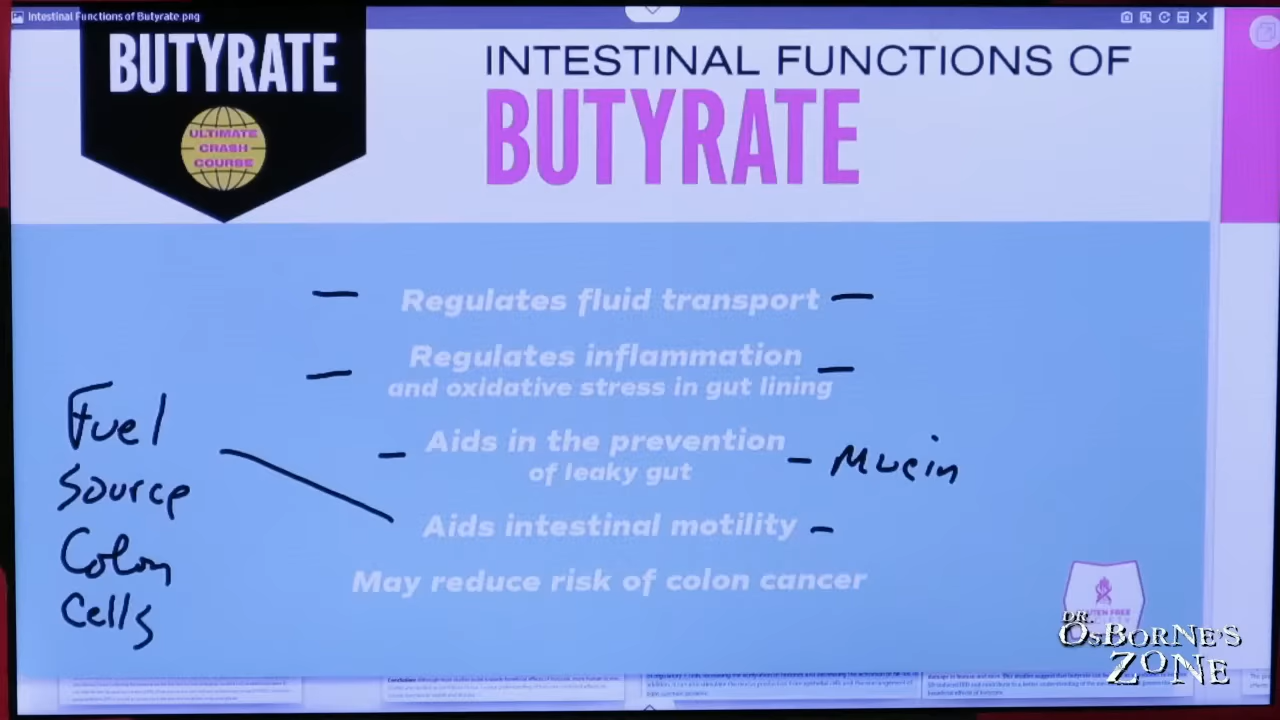 Intestinal Functions of Butyrate.png
BUTYRATE
ULTIMATE
CRASH
COURSE
INTESTINAL FUNCTIONS OF
BUTYRATE
Regulates fluid transport
Regulates inflammation
and oxidative stress in gut lining
Aids in the prevention
of leaky gut
Mucin
Aids intestinal motility
May reduce risk of colon cancer
Fuel
Source
Colon
Cells
DR.
OSBORNE'S
ZONE